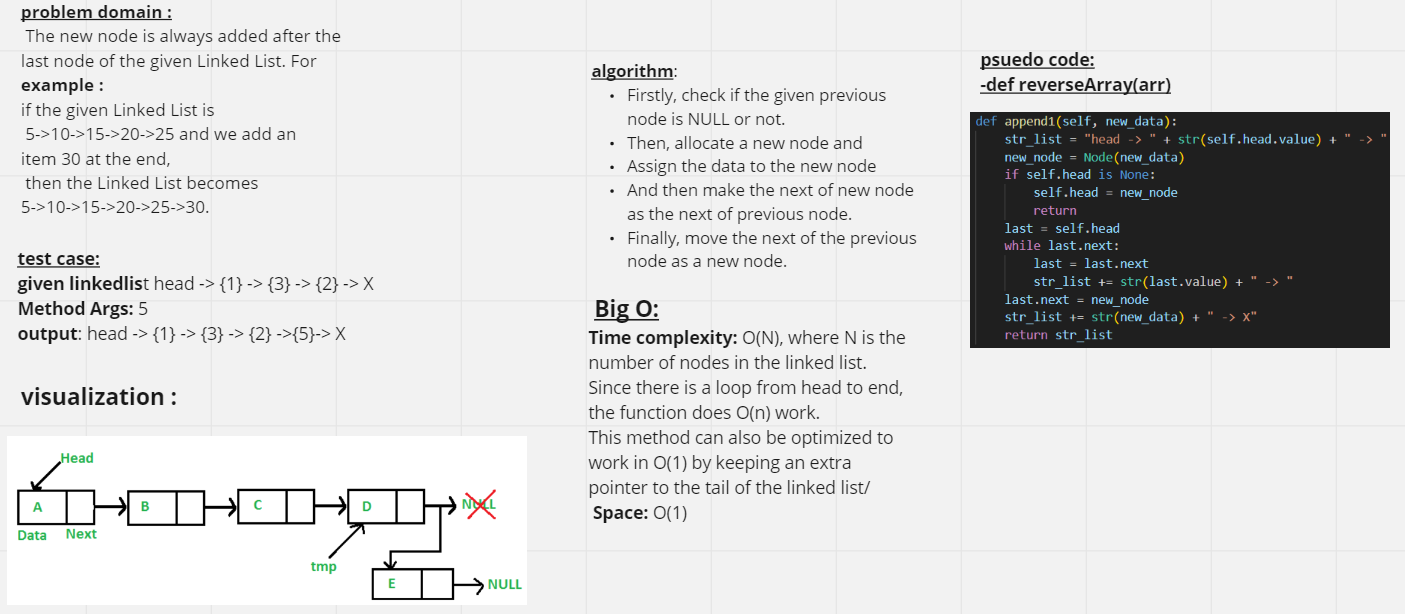 problem domain :
The new node is always added after the
last node of the given Linked List. For
example :
if the given Linked List is
5->10->15->20->25 and we add an
item 30 at the end,
then the Linked List becomes
5->10->15->20->25->30.
test case:
given linkedlist head -> {1} -> {3} -> {2} -> X
Method Args: 5
output: head -> {1} -> {3} -> {2} ->{5}-> X
visualization :
Head
A
B
C
D
NULL
Data
Next
tmp
E
NULL
algorithm:
• Firstly, check if the given previous
node is NULL or not.
• Then, allocate a new node and
• Assign the data to the new node
• And then make the next of new node
as the next of previous node.
• Finally, move the next of the previous
node as a new node.
Big O:
Time complexity: O(N), where N is the
number of nodes in the linked list.
Since there is a loop from head to end,
the function does O(n) work.
This method can also be optimized to
work in O(1) by keeping an extra
pointer to the tail of the linked list/
Space: O(1)
psuedo code:
-def reverseArray(arr)
def append1(self, new_data):
str_list = "head -> " + str(self.head.value) + " -> "
new_node = Node(new_data)
if self.head is None:
self.head = new_node
return
last = self.head
while last.next:
last = last.next
str_list += str(last.value) + " -> "
last.next = new_node
str_list += str(new_data) + " -> X"
return str_list